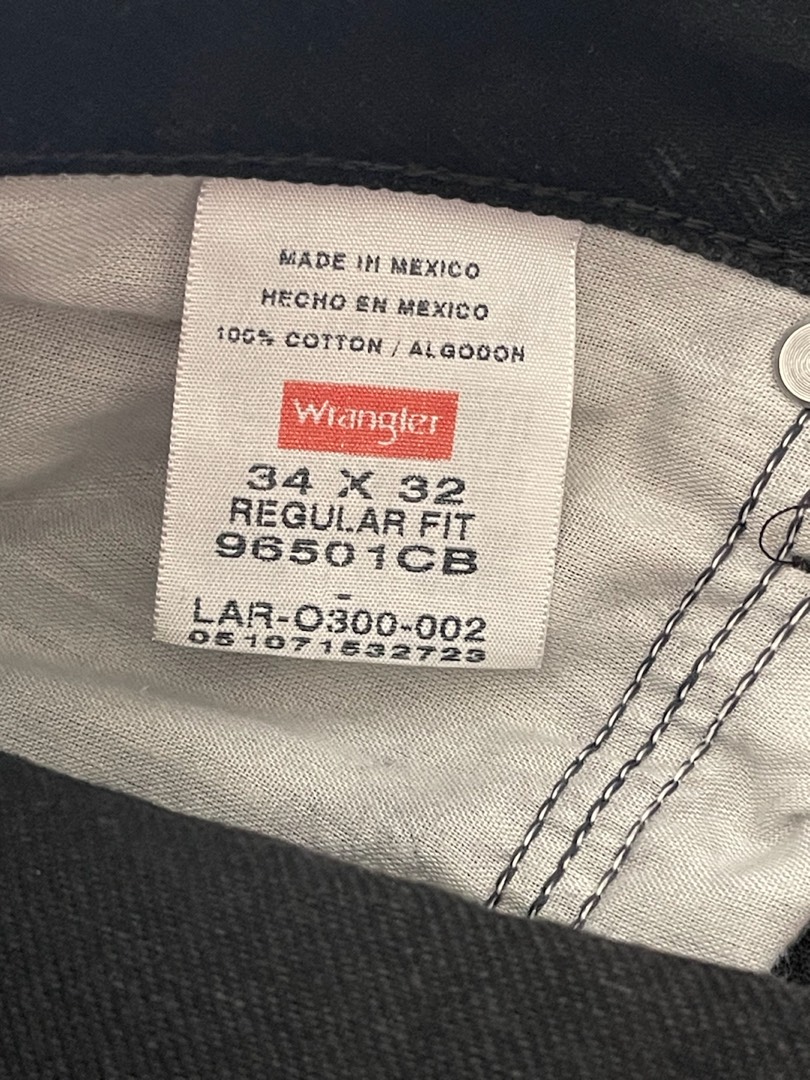 MADE IN MEXICO
HECHO EN MEXICO
100% COTTON / ALGODON
Wrangler
34 X 32
REGULAR FIT
96501CB
-
LAR-O300-002
051071532723